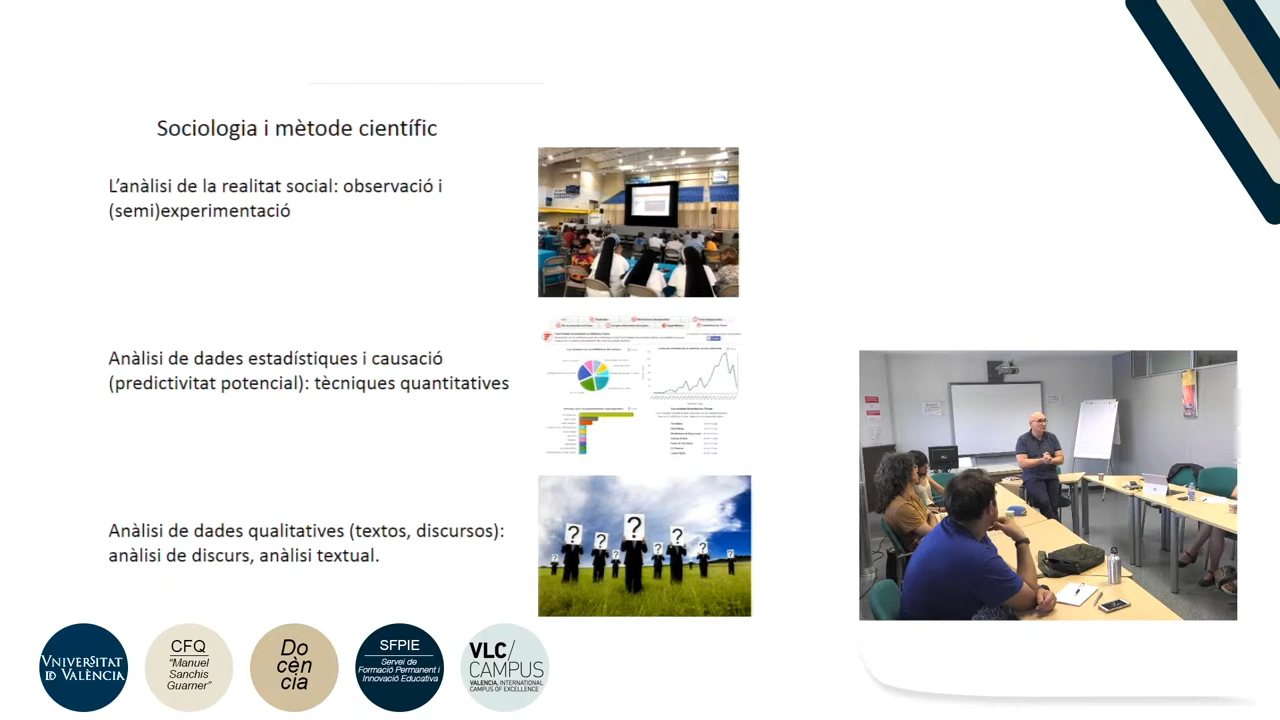 Sociologia i mètode científic
L'anàlisi de la realitat social: observació i
(semi)experimentació
Anàlisi de dades estadístiques i causació
(predictivitat potencial): tècniques quantitatives
Anàlisi de dades qualitatives (textos, discursos):
anàlisi de discurs, anàlisi textual.
? ? ? ? ? ? ? ? ?
VNIVERSITAT
ID VALÈNCIA
CFQ
"Manuel
Sanchis
Guarner"
Do
cèn
cia
SFPIE
Servei de
Formació Permanent i
Innovació Educativa
VLC/
CAMPUS
VALENCIA, INTERNATIONAL
CAMPUS OF EXCELLENCE